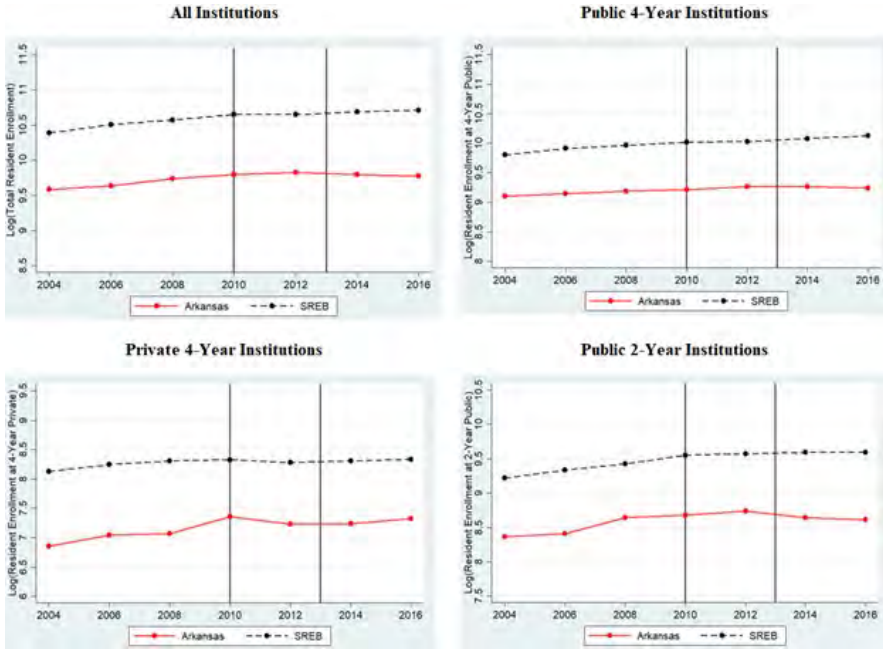 All Institutions
Log(Total Resident Enrollment)
11.5
11
10.5
10
9.5
9
8.5
2004 2006 2008 2010 2012 2014 2016
Arkansas SREB
Public 4-Year Institutions
Log(Resident Enrollment at 4-Year Public)
11.5
11
10.5
10
9.5
9
8.5
8
2004 2006 2008 2010 2012 2014 2016
Arkansas SREB
Private 4-Year Institutions
Log(Resident Enrollment at 4-Year Private)
9.5
9
8.5
8
7.5
7
6.5
6
2004 2006 2008 2010 2012 2014 2016
Arkansas SREB
Public 2-Year Institutions
Log(Resident Enrollment at 2-Year Public)
10.5
10
9.5
9
8.5
8
7.5
2004 2006 2008 2010 2012 2014 2016
Arkansas SREB